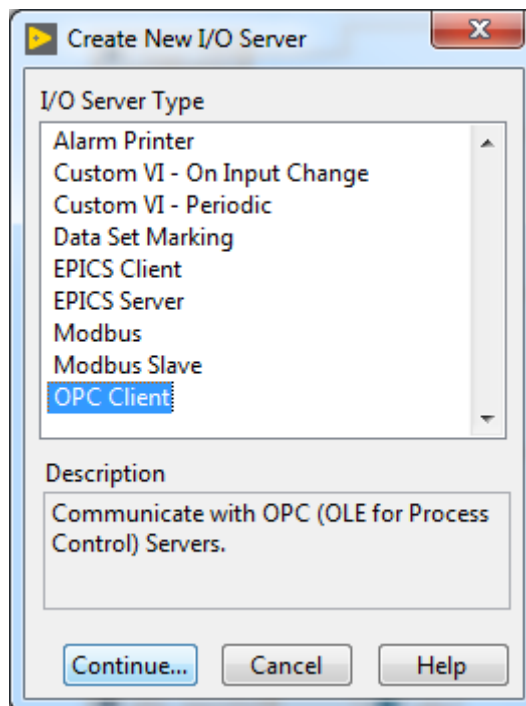 Create New I/O Server
I/O Server Type
Alarm Printer
Custom VI - On Input Change
Custom VI - Periodic
Data Set Marking
EPICS Client
EPICS Server
Modbus
Modbus Slave
OPC Client
Description
Communicate with OPC (OLE for Process
Control) Servers.
Continue... Cancel Help